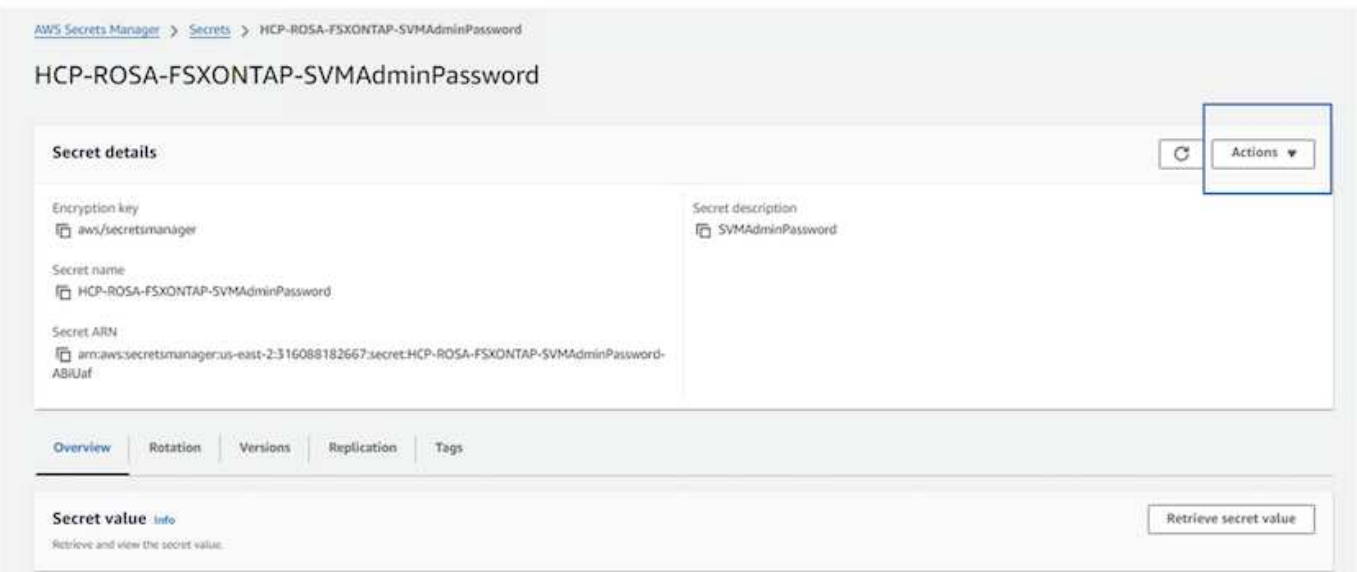 AWS Secrets Manager > Secrets > HCP-ROSA-FSXONTAP-SVMAdminPassword
HCP-ROSA-FSXONTAP-SVMAdminPassword
Secret details
Actions
Encryption key
aws/secretsmanager
Secret description
SVMAdminPassword
Secret name
HCP-ROSA-FSXONTAP-SVMAdminPassword
Secret ARN
arn:aws:secretsmanager:us-east-2:316088182667:secret:HCP-ROSA-FSXONTAP-SVMAdminPassword-
ABiUaf
Overview Rotation Versions Replication Tags
Secret value Info
Retrieve secret value
Retrieve and view the secret value.